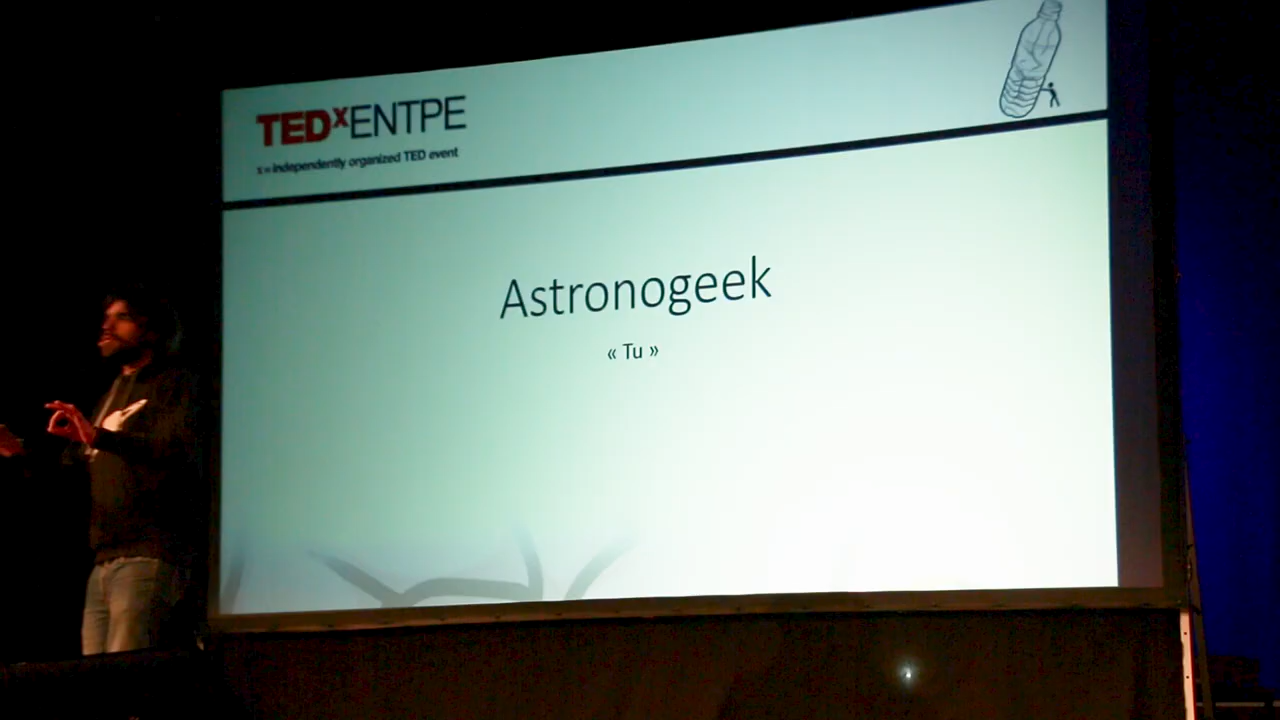 TEDxENTPE
x = independently organized TED event
Astronogeek
« Tu »